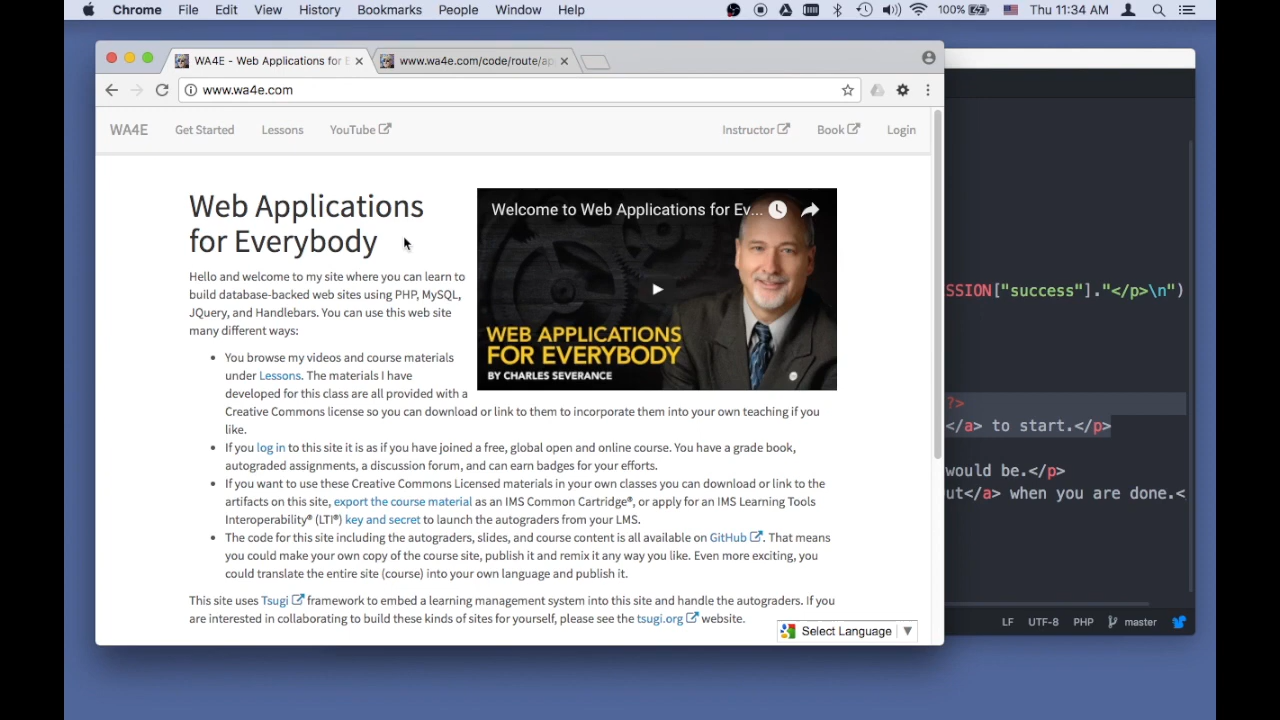 Chrome File Edit View History Bookmarks People Window Help 100% Thu 11:34 AM
WA4E - Web Applications for E www.wa4e.com/code/route/ap
www.wa4e.com
WA4E Get Started Lessons YouTube Instructor Book Login
Web Applications
for Everybody
Hello and welcome to my site where you can learn to
build database-backed web sites using PHP, MySQL,
JQuery, and Handlebars. You can use this web site
many different ways:
Welcome to Web Applications for Ev...
WEB APPLICATIONS
FOR EVERYBODY
BY CHARLES SEVERANCE
• You browse my videos and course materials
under Lessons. The materials I have
developed for this class are all provided with a
Creative Commons license so you can download or link to them to incorporate them into your own teaching if you
like.
• If you log in to this site it is as if you have joined a free, global open and online course. You have a grade book,
autograded assignments, a discussion forum, and can earn badges for your efforts.
• If you want to use these Creative Commons Licensed materials in your own classes you can download or link to the
artifacts on this site, export the course material as an IMS Common Cartridge®, or apply for an IMS Learning Tools
Interoperability® (LTI®) key and secret to launch the autograders from your LMS.
• The code for this site including the autograders, slides, and course content is all available on GitHub. That means
you could make your own copy of the course site, publish it and remix it any way you like. Even more exciting, you
could translate the entire site (course) into your own language and publish it.
This site uses Tsugi framework to embed a learning management system into this site and handle the autograders. If you
are interested in collaborating to build these kinds of sites for yourself, please see the tsugi.org website.
Select Language ▼
SSION["success"]."</p>\n")
?>
</a> to start.</p>
would be.</p>
ut</a> when you are done.<
LF UTF-8 PHP master